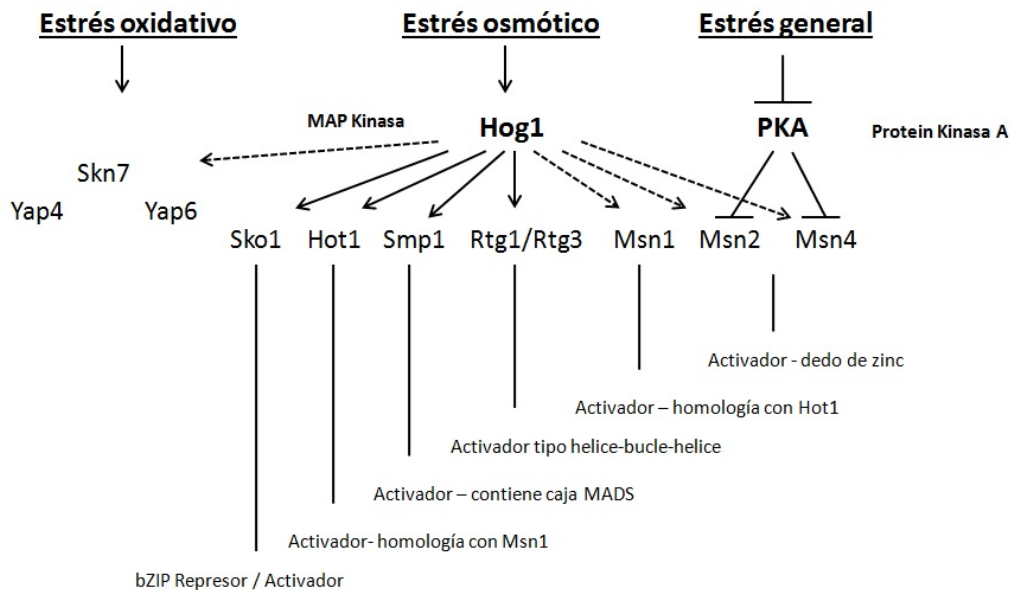 Estrés oxidativo
Estrés osmótico
Estrés general
MAP Kinasa
Hog1
PKA
Protein Kinasa A
Skn7
Yap4
Yap6
Sko1
Hot1
Smp1
Rtg1/Rtg3
Msn1
Msn2
Msn4
Activador - dedo de zinc
Activador – homología con Hot1
Activador tipo helice-bucle-helice
Activador – contiene caja MADS
Activador- homología con Msn1
bZIP Represor / Activador